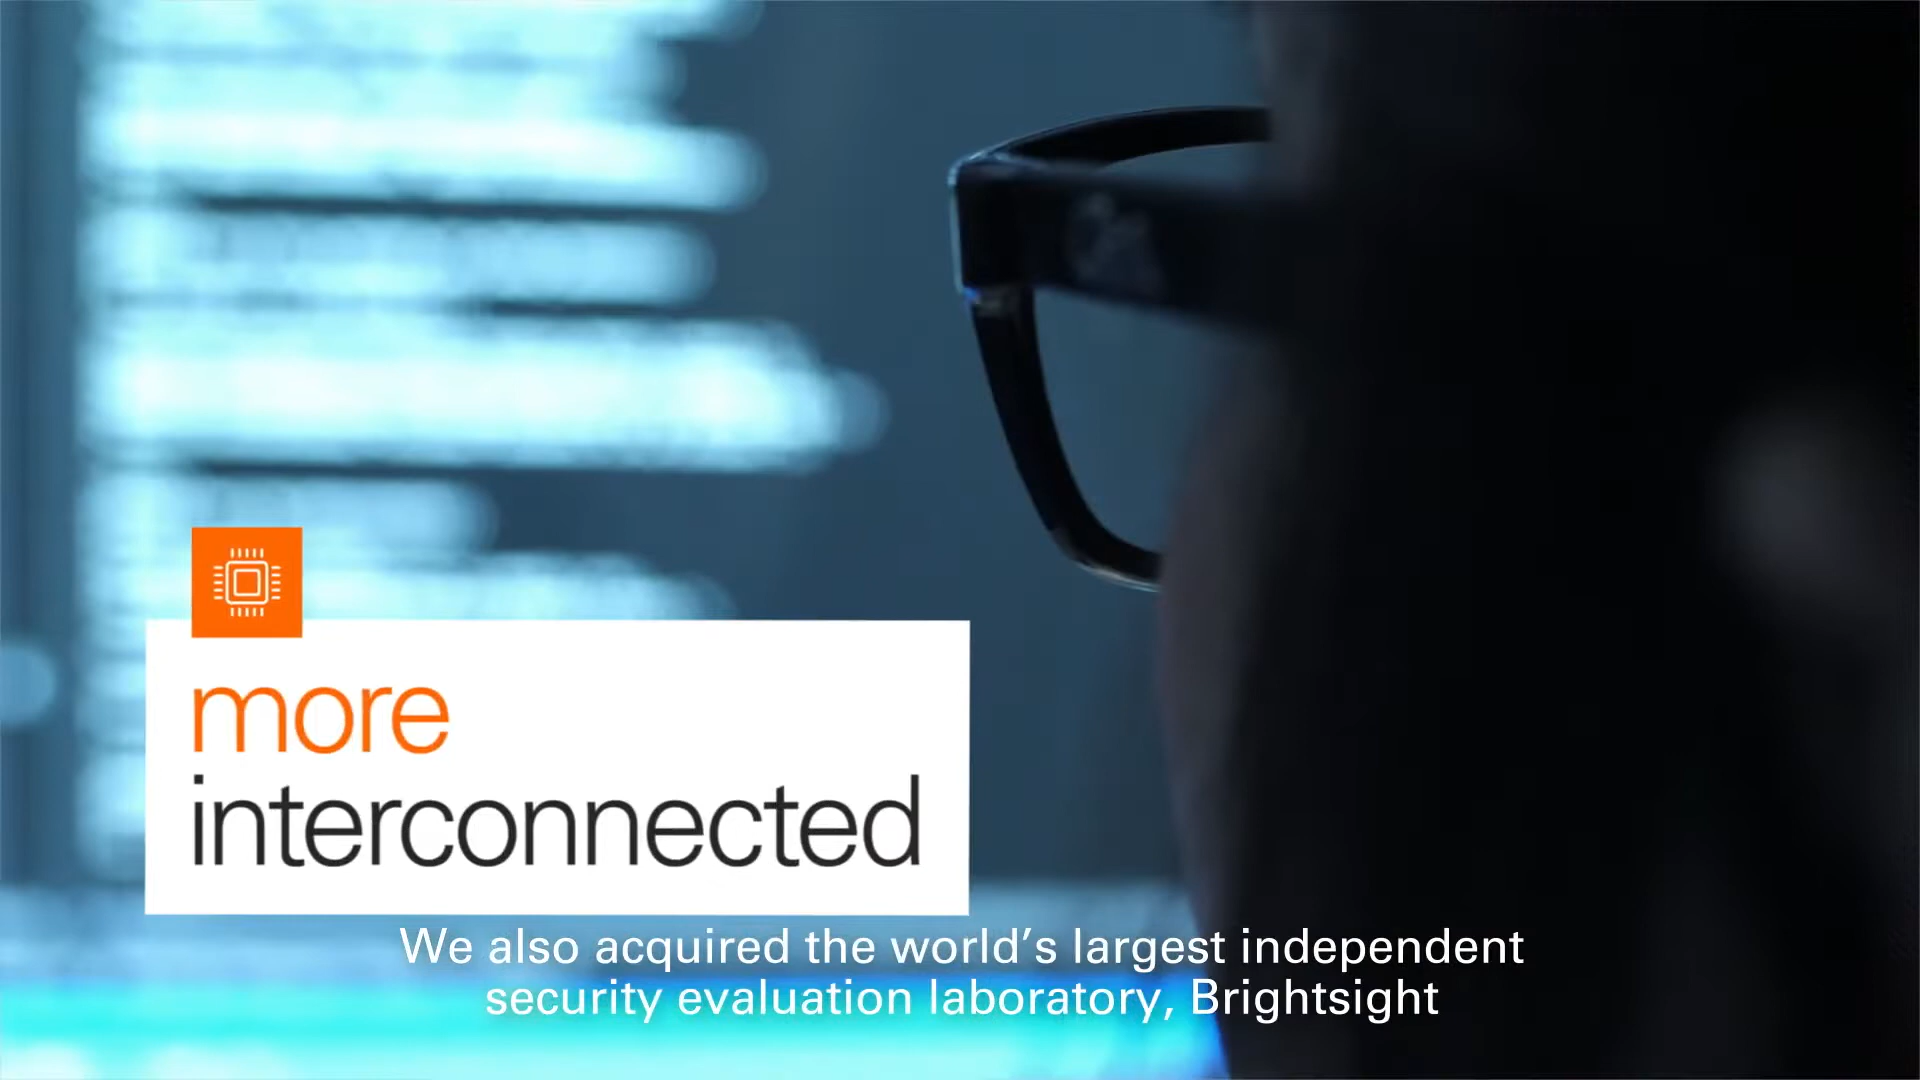 more
interconnected
We also acquired the world’s largest independent
security evaluation laboratory, Brightsight